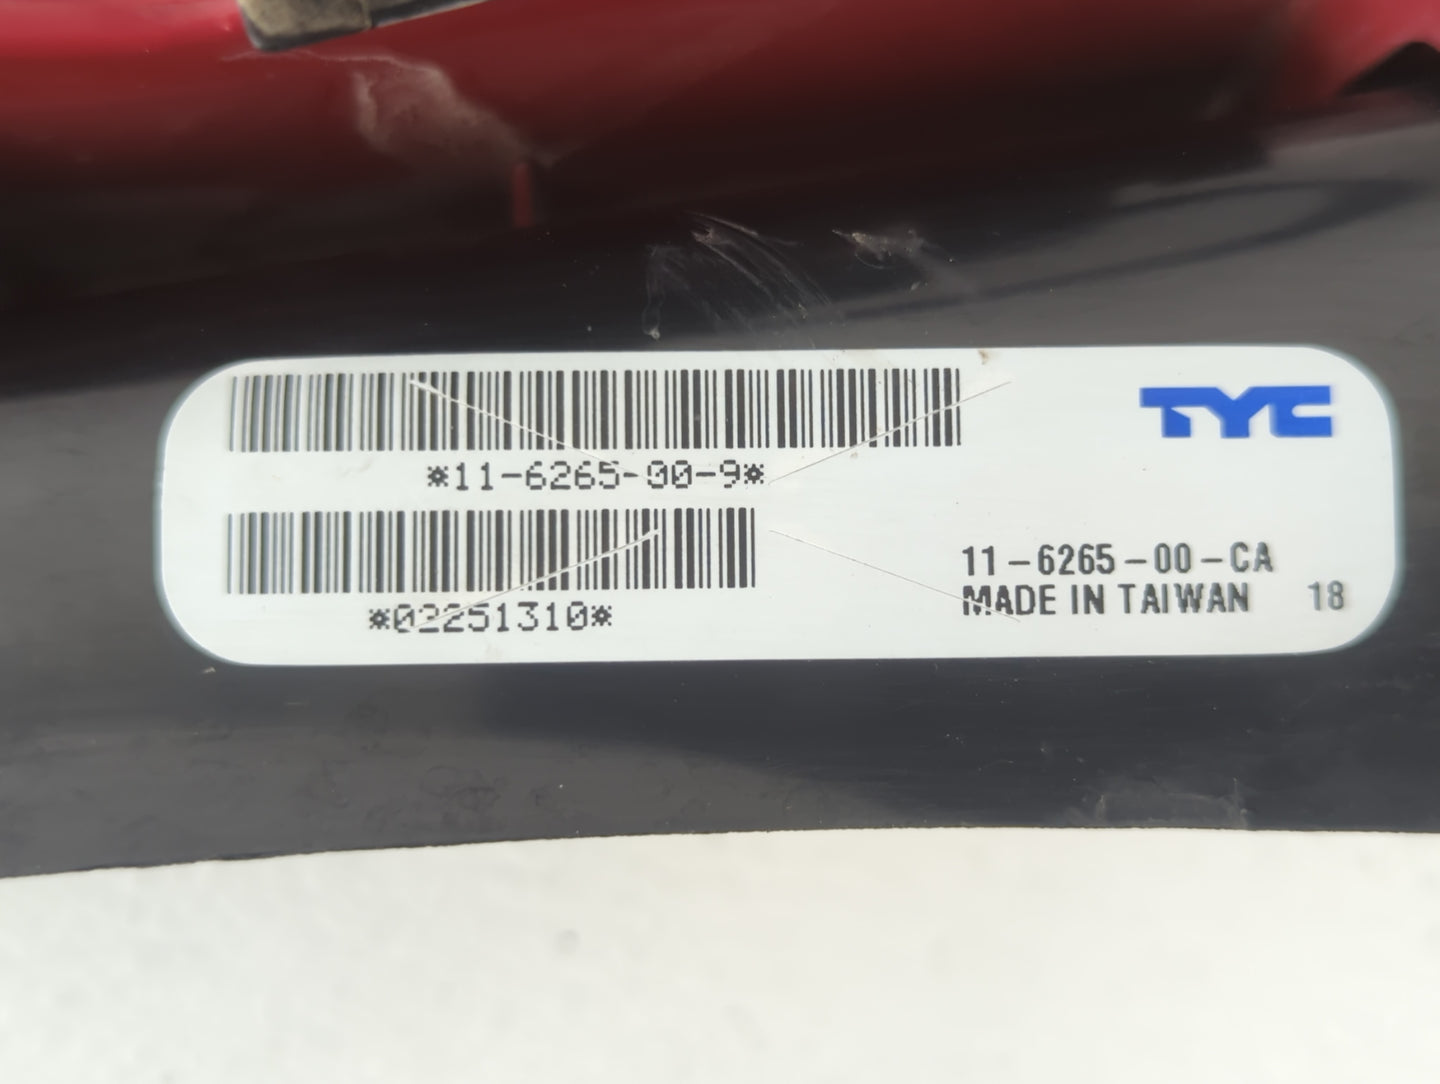 TYC
*11-6265-00-9*
*02251310*
11-6265-00-CA
MADE IN TAIWAN 18